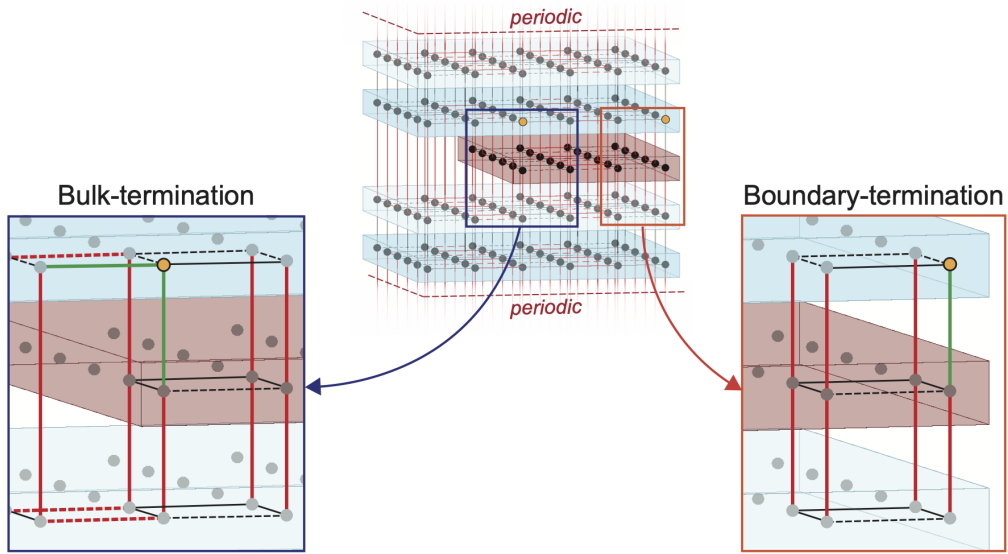 periodic
Bulk-termination
Boundary-termination
periodic